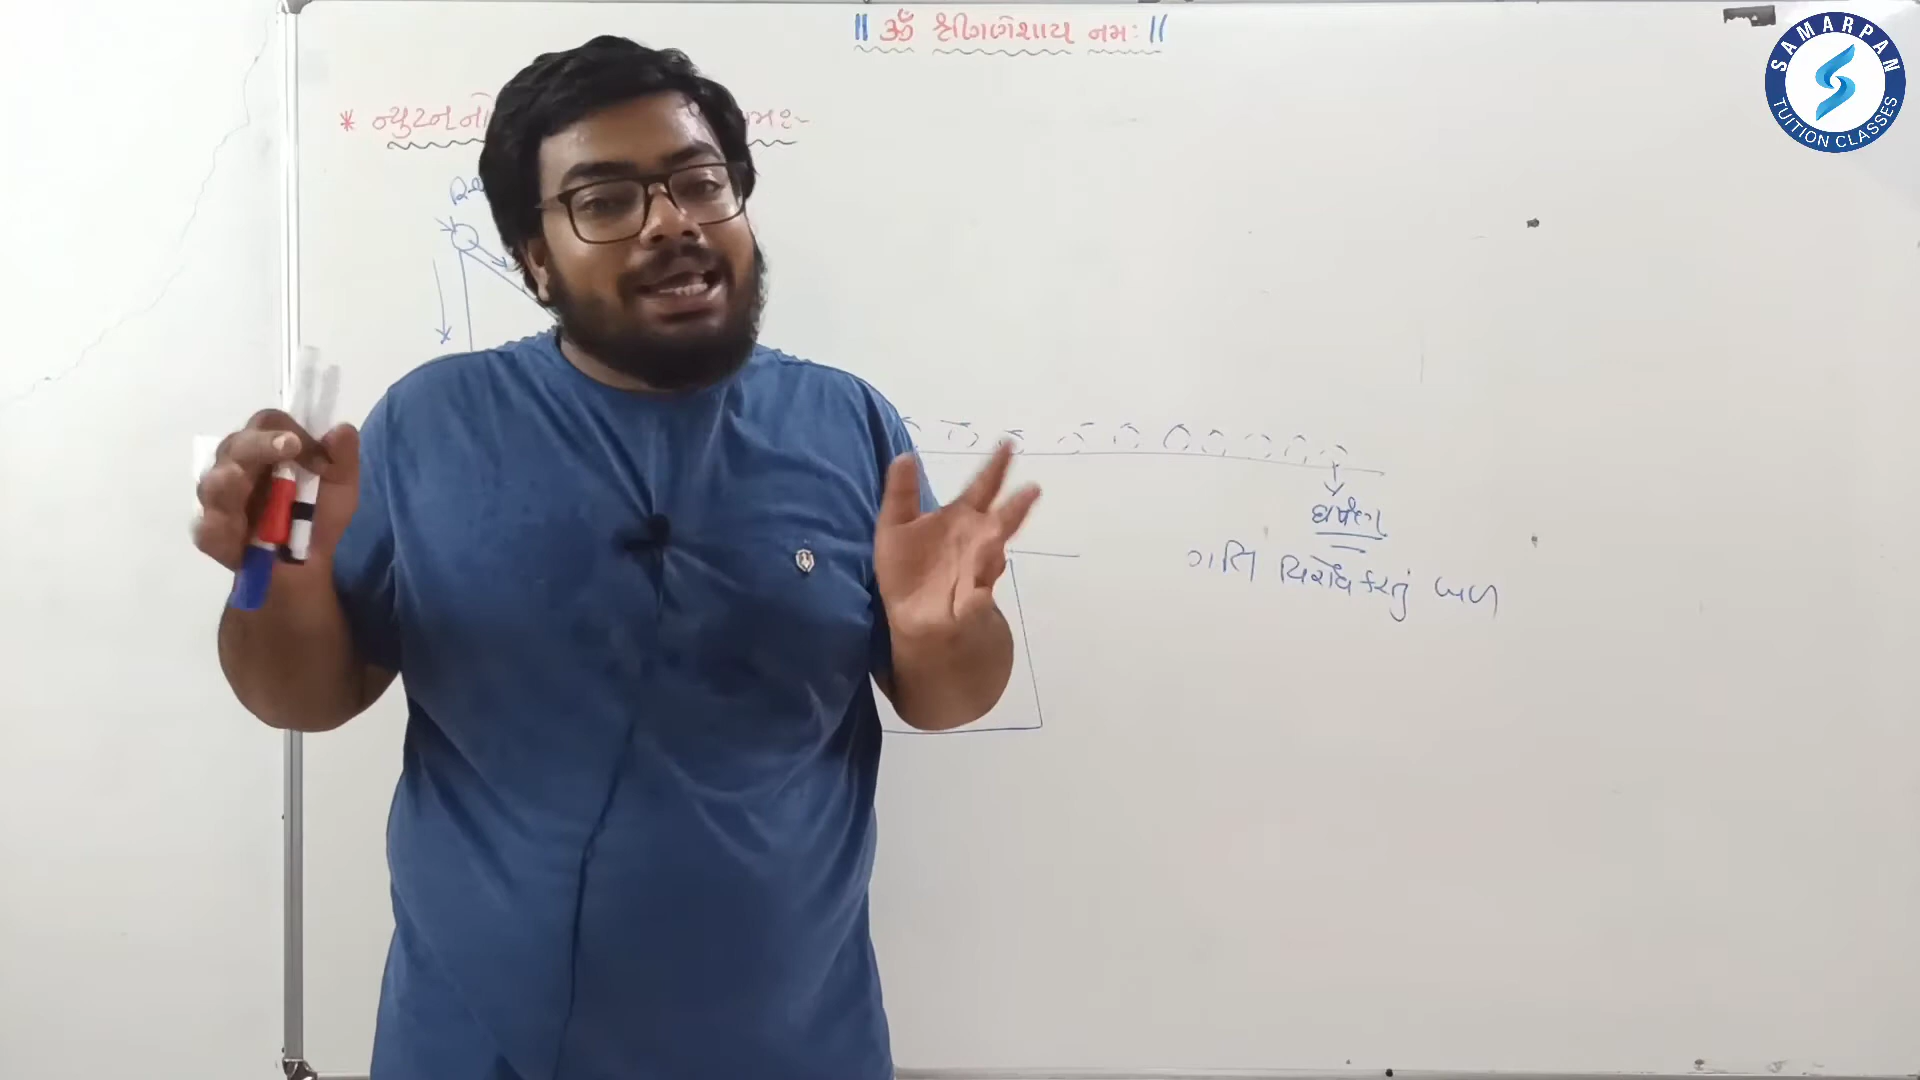 || ૐ શ્રી ગણેશાય નમઃ ||
SAMARPAN
TUITION CLASSES
* ન્યુટનનો
ઘર્ષણ
ગતિ વિરોધ કરતું બળ